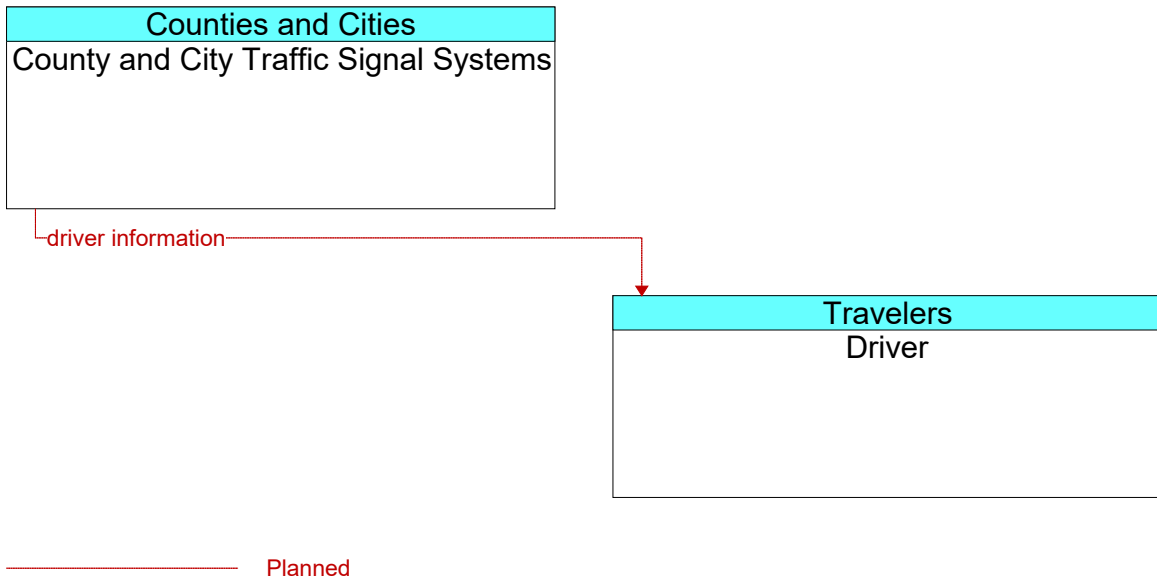 Counties and Cities
County and City Traffic Signal Systems
driver information
Travelers
Driver
Planned